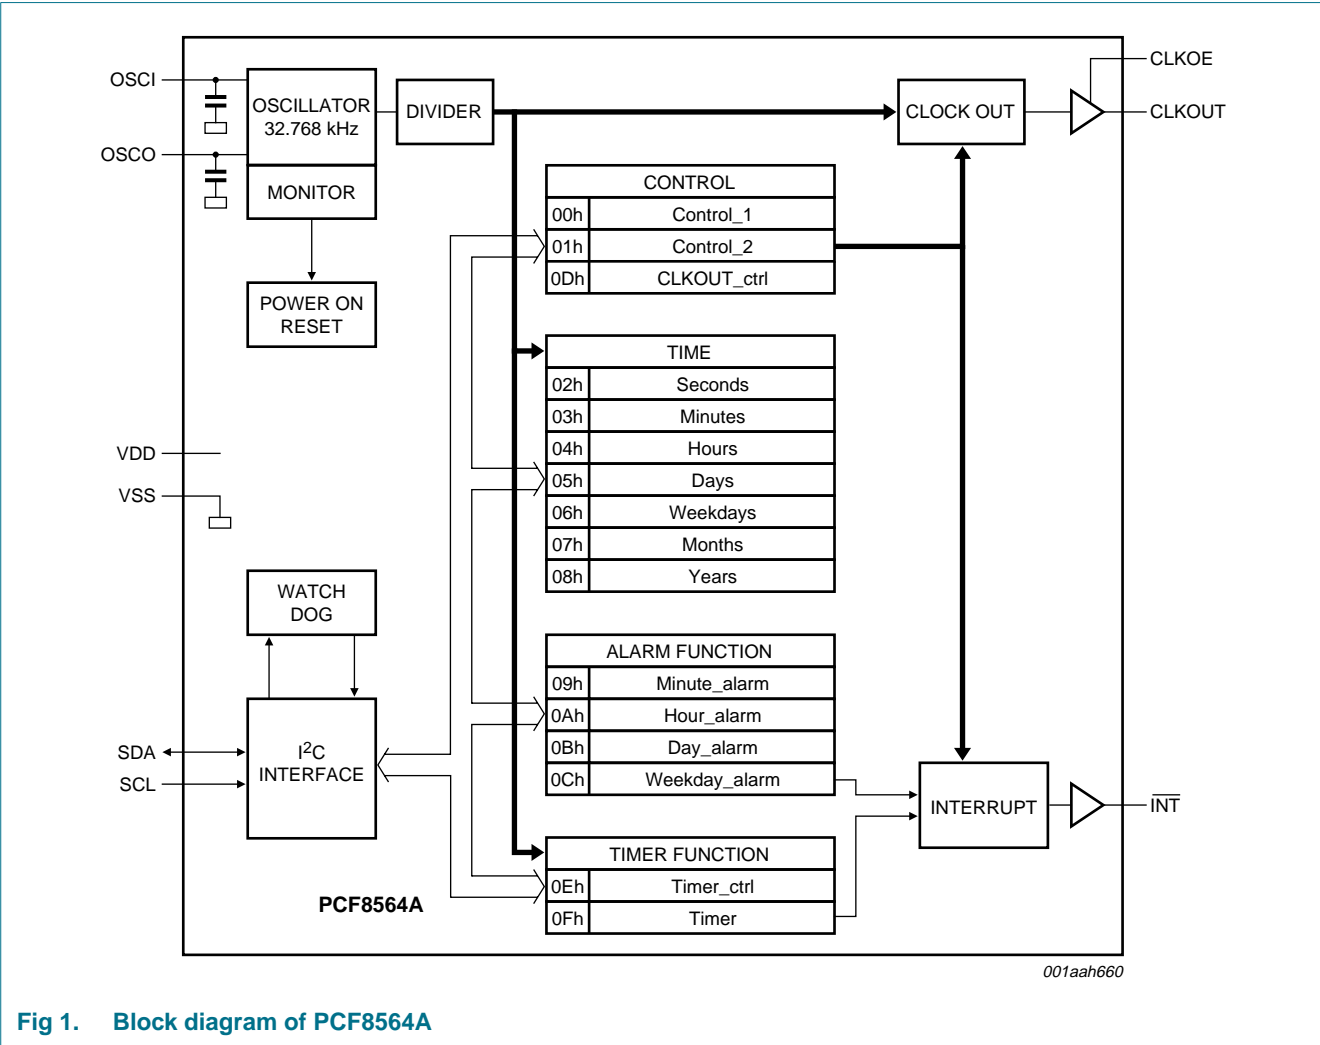 OSCI
OSCO
OSCILLATOR
32.768 kHz
MONITOR
DIVIDER
CLOCK OUT
CLKOE
CLKOUT
POWER ON
RESET
CONTROL
00h Control_1
01h Control_2
0Dh CLKOUT_ctrl
TIME
02h Seconds
03h Minutes
04h Hours
05h Days
06h Weekdays
07h Months
08h Years
VDD
VSS
WATCH
DOG
ALARM FUNCTION
09h Minute_alarm
0Ah Hour_alarm
0Bh Day_alarm
0Ch Weekday_alarm
SDA
SCL
I2C
INTERFACE
INTERRUPT
INT
TIMER FUNCTION
0Eh Timer_ctrl
0Fh Timer
PCF8564A
001aah660
Fig 1. Block diagram of PCF8564A